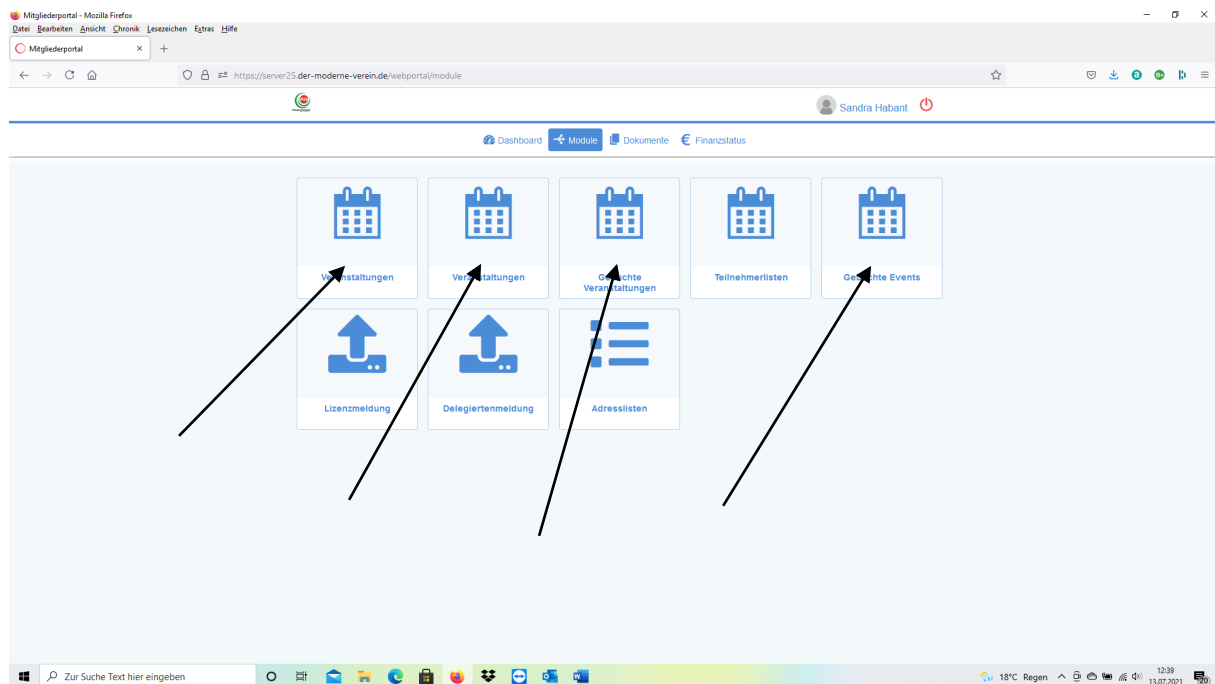 Mitgliederportal - Mozilla Firefox
Datei Bearbeiten Ansicht Chronik Lesezeichen Extras Hilfe
Mitgliederportal
https://server25.der-moderne-verein.de/webportal/module
Sandra Habant
Dashboard Module Dokumente Finanzstatus
Veranstaltungen Veranstaltungen Gebuchte Veranstaltungen Teilnehmerlisten Gebuchte Events
Lizenzmeldung Delegiertenmeldung Adresslisten
Zur Suche Text hier eingeben
18°C Regen
12:39
13.07.2021
20